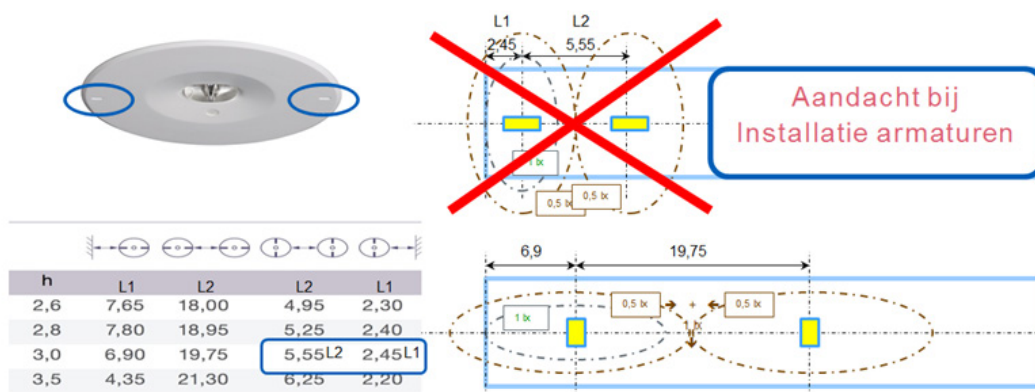 L1 L2
2,45 5,55
1 lx
0,5 lx 0,5 lx
Aandacht bij
Installatie armaturen
h L1 L2 L2 L1
2,6 7,65 18,00 4,95 2,30
2,8 7,80 18,95 5,25 2,40
3,0 6,90 19,75 5,55 L2 2,45 L1
3,5 4,35 21,30 6,25 2,20
6,9 19,75
1 lx
0,5 lx + 0,5 lx
1 lx